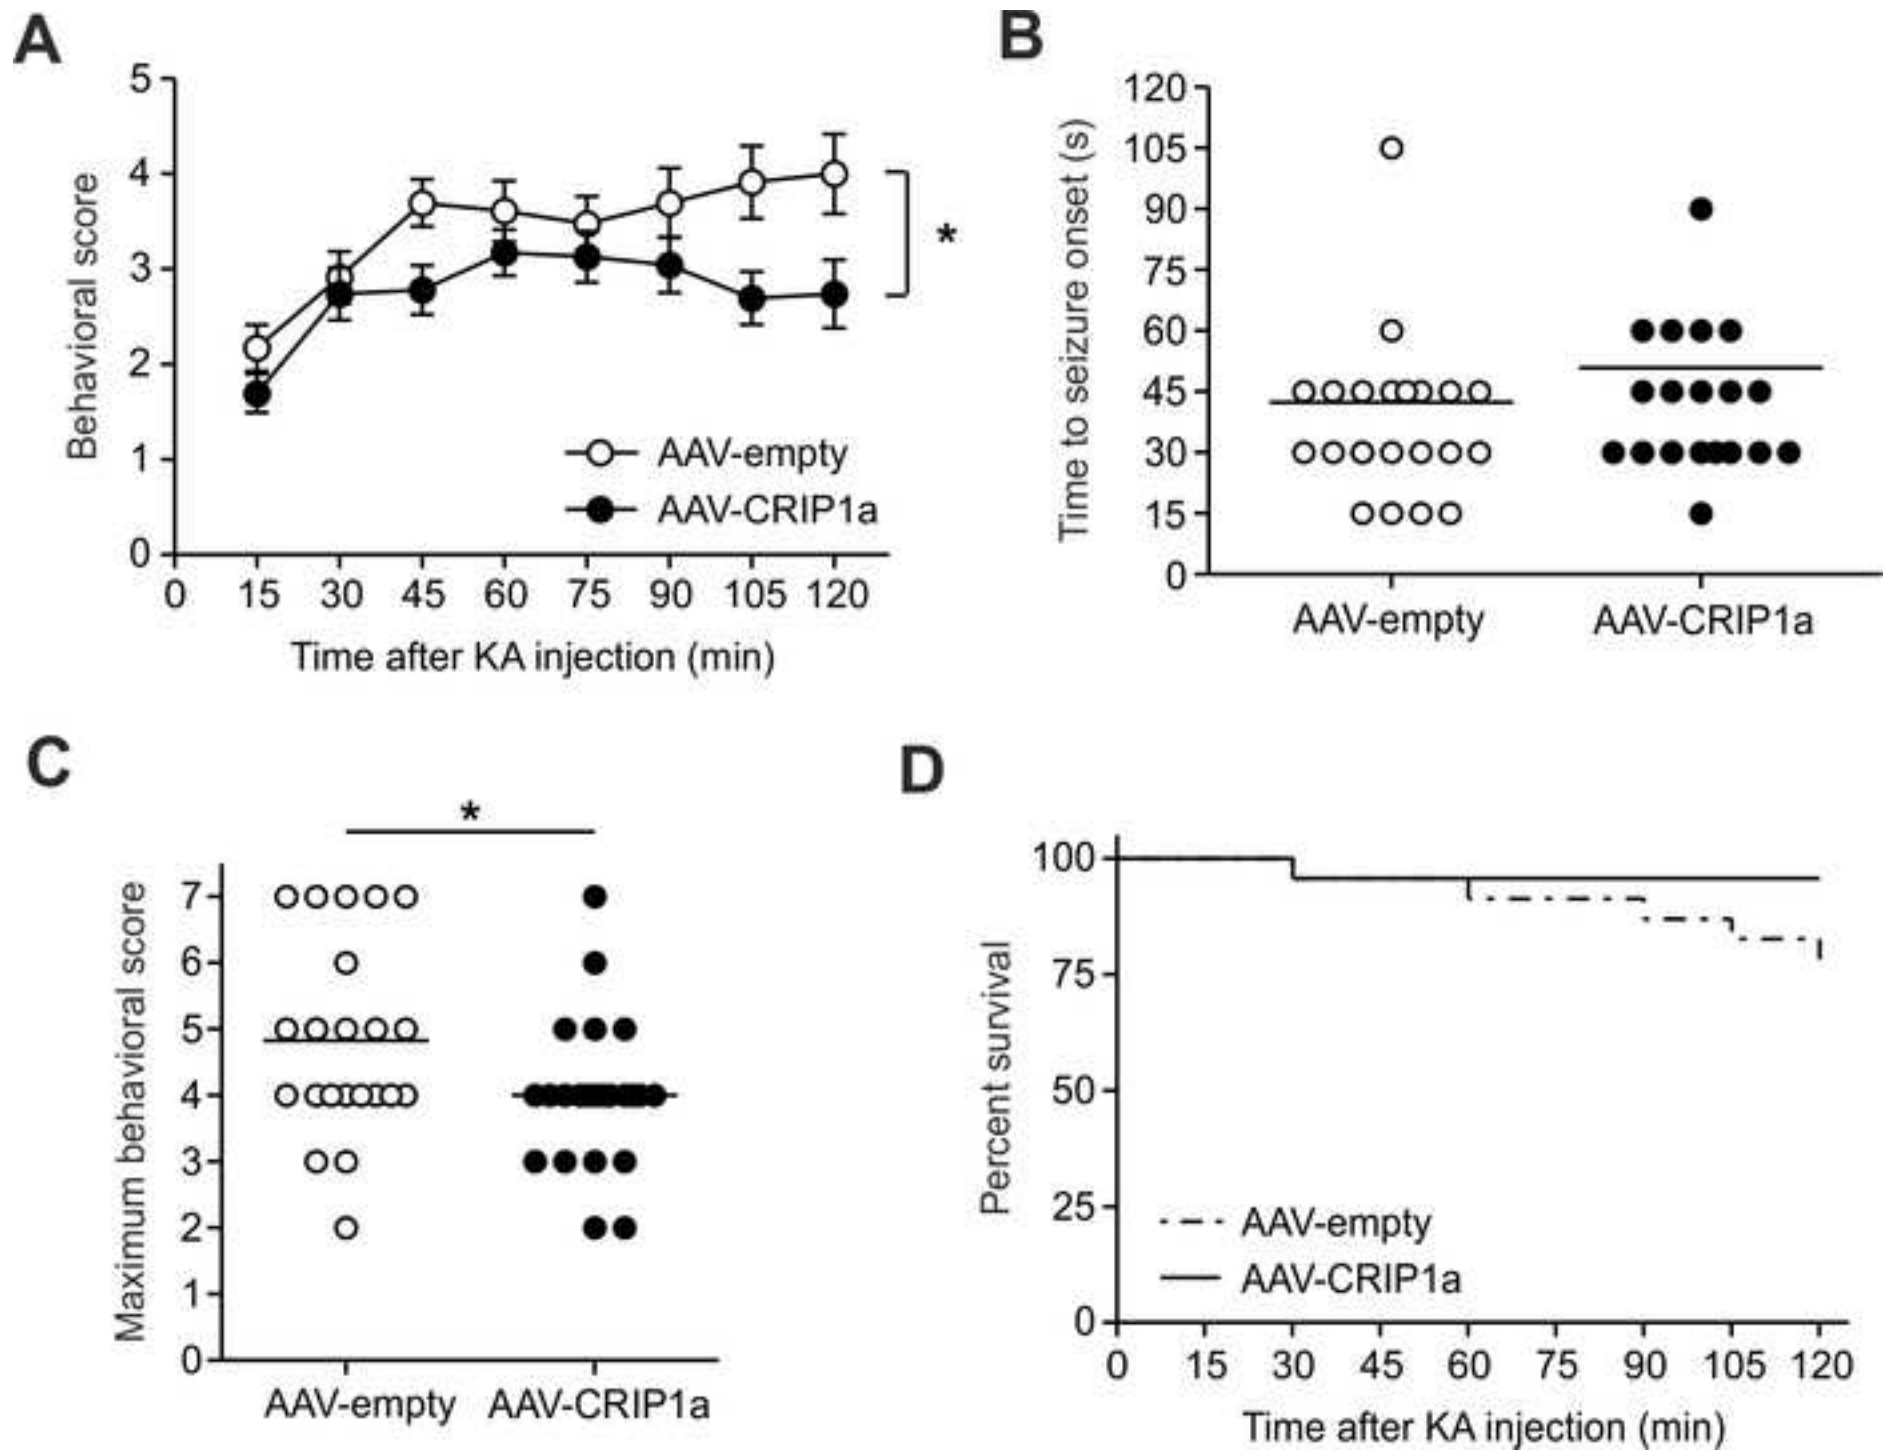 A
Behavioral score
5
4
3
2
1
0
0 15 30 45 60 75 90 105 120
Time after KA injection (min)
AAV-empty
AAV-CRIP1a
*
B
Time to seizure onset (s)
120
105
90
75
60
45
30
15
0
AAV-empty AAV-CRIP1a
C
*
Maximum behavioral score
7
6
5
4
3
2
1
0
AAV-empty AAV-CRIP1a
D
Percent survival
100
75
50
25
0
AAV-empty
AAV-CRIP1a
0 15 30 45 60 75 90 105 120
Time after KA injection (min)